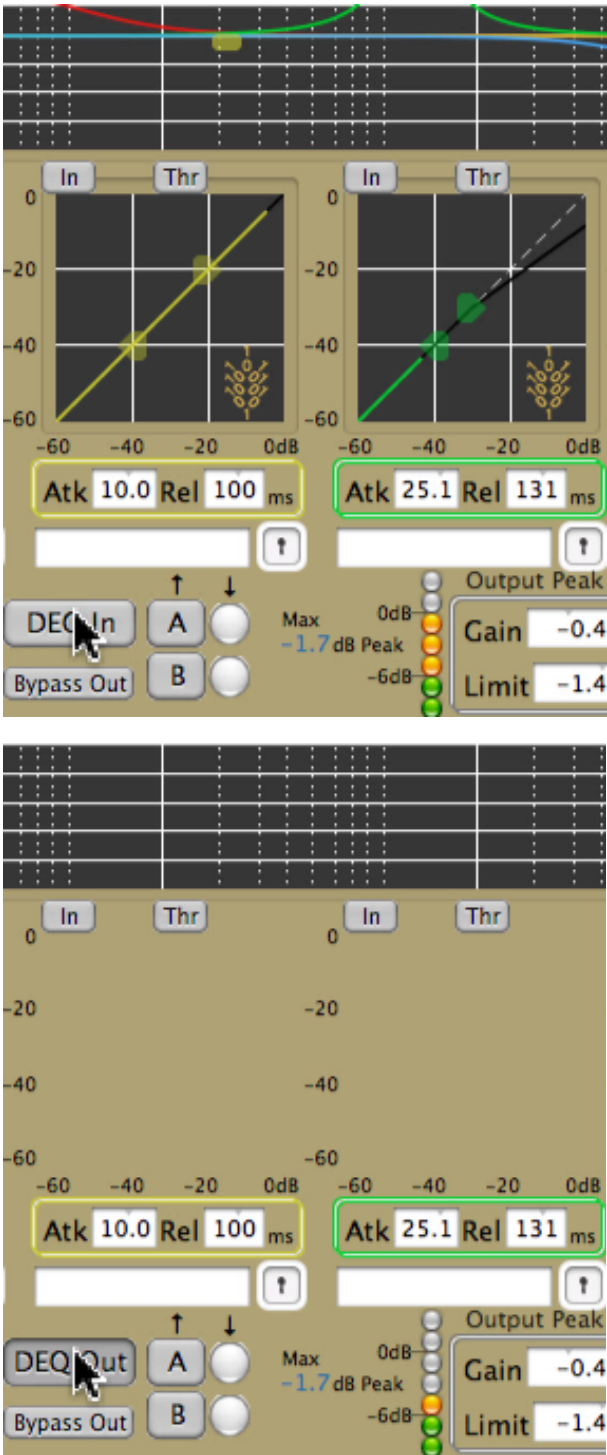 In Thr In Thr
0 0
-20 -20
-40 -40
-60 -60
-60 -40 -20 0dB -60 -40 -20 0dB
Atk 10.0 Rel 100 ms Atk 25.1 Rel 131 ms
↑ ↓ Output Peak
DEQ In A Max 0dB Gain -0.4
-1.7 dB Peak
Bypass Out B -6dB Limit -1.4
In Thr In Thr
0 0
-20 -20
-40 -40
-60 -60
-60 -40 -20 0dB -60 -40 -20 0dB
Atk 10.0 Rel 100 ms Atk 25.1 Rel 131 ms
↑ ↓ Output Peak
DEQ Out A Max 0dB Gain -0.4
-1.7 dB Peak
Bypass Out B -6dB Limit -1.4